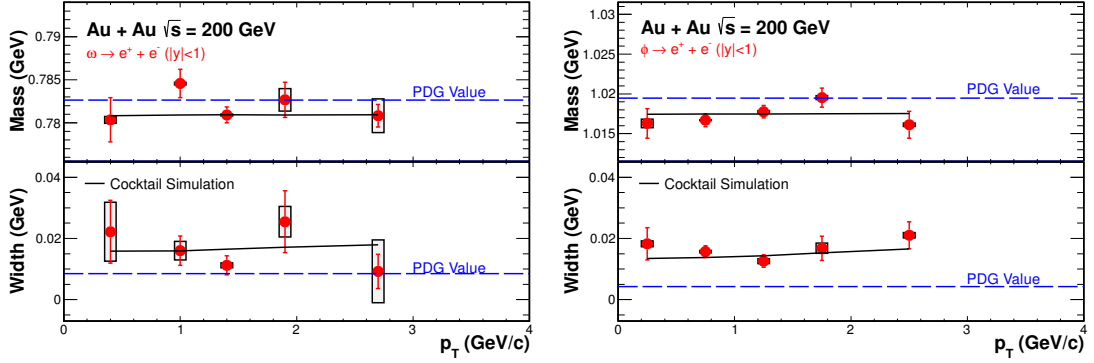 Au + Au √s = 200 GeV
ω → e⁺ + e⁻ (|y|<1)
PDG Value
Mass (GeV)
0.79
0.785
0.78
Cocktail Simulation
PDG Value
Width (GeV)
0.04
0.02
0
0 1 2 3 4
p_T (GeV/c)
Au + Au √s = 200 GeV
ϕ → e⁺ + e⁻ (|y|<1)
PDG Value
Mass (GeV)
1.03
1.025
1.02
1.015
Cocktail Simulation
PDG Value
Width (GeV)
0.04
0.02
0
0 1 2 3 4
p_T (GeV/c)